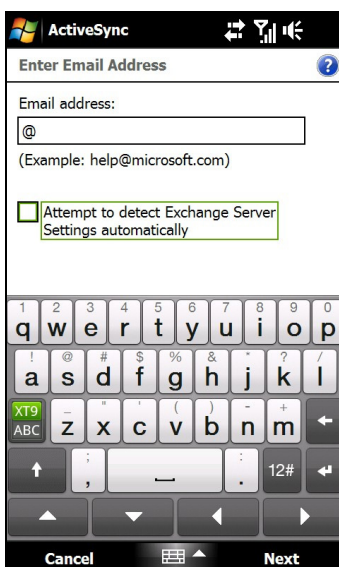 ActiveSync
Enter Email Address
?
Email address:
@
(Example: help@microsoft.com)
Attempt to detect Exchange Server
Settings automatically
1 2 3 4 5 6 7 8 9 0
q w e r t y u i o p
! @ # $ % & * ? /
a s d f g h j k l
XT9 _ " ' ( ) - +
ABC z x c v b n m
; :
, . 12#
Cancel Next